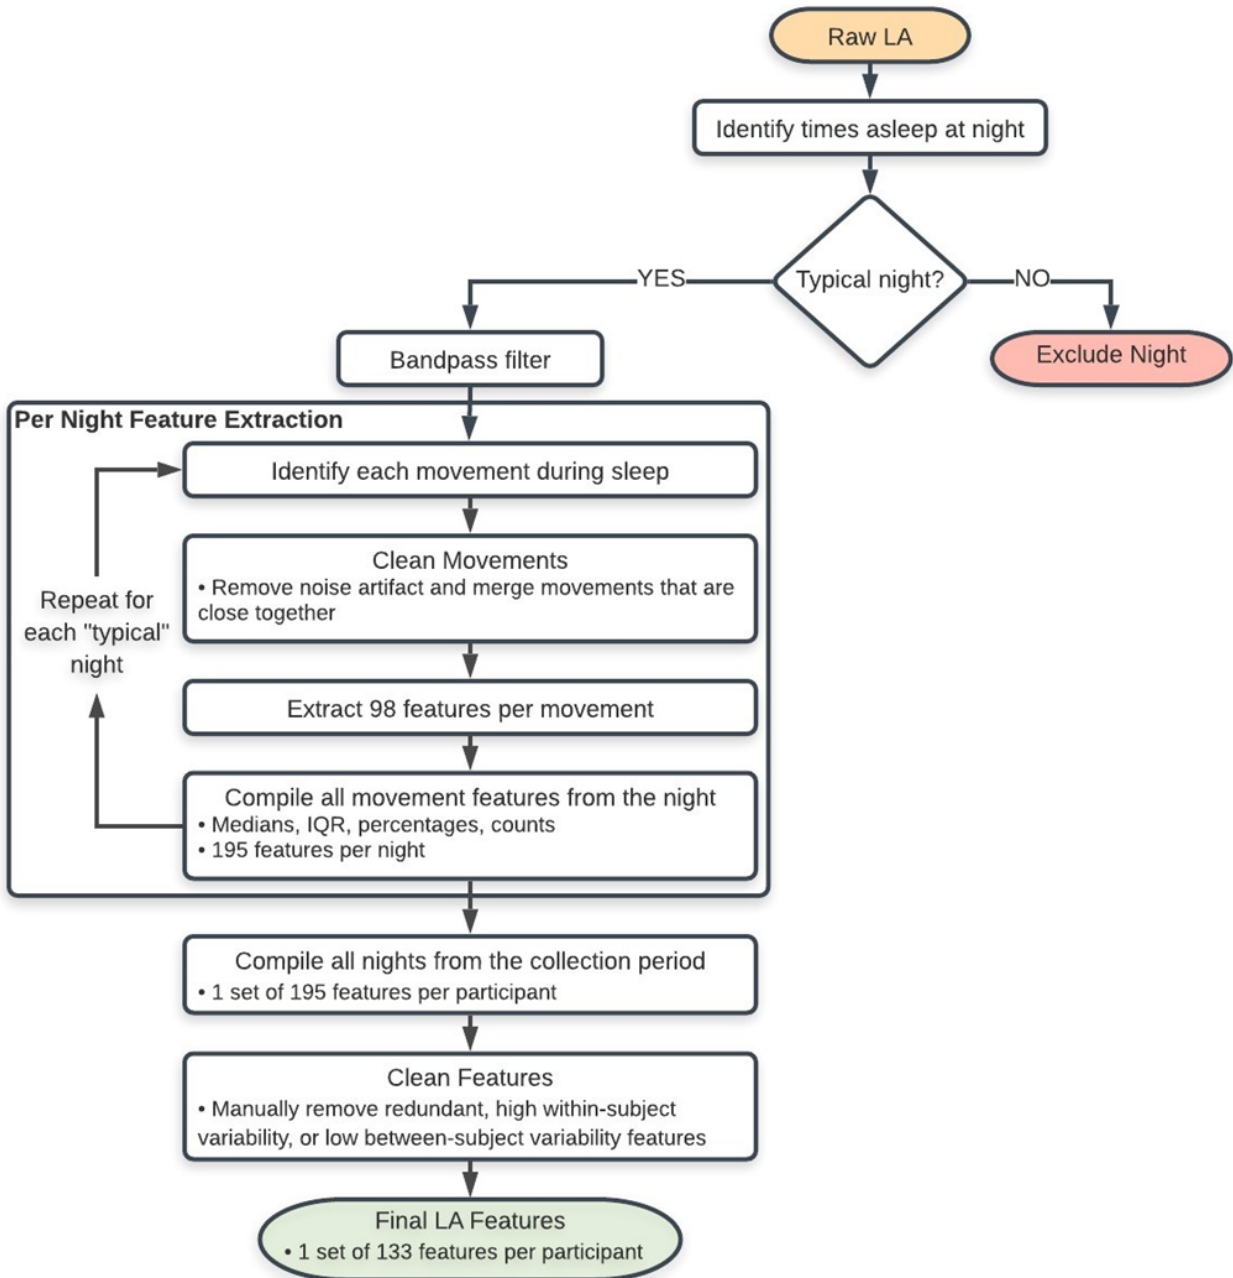 Raw LA
Identify times asleep at night
Typical night?
YES
NO
Exclude Night
Bandpass filter
Per Night Feature Extraction
Identify each movement during sleep
Clean Movements
• Remove noise artifact and merge movements that are
close together
Repeat for
each "typical"
night
Extract 98 features per movement
Compile all movement features from the night
• Medians, IQR, percentages, counts
• 195 features per night
Compile all nights from the collection period
• 1 set of 195 features per participant
Clean Features
• Manually remove redundant, high within-subject
variability, or low between-subject variability features
Final LA Features
• 1 set of 133 features per participant